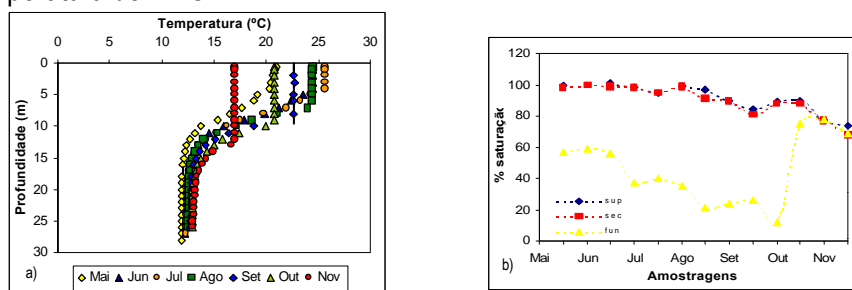 Temperatura (ºC)
0 5 10 15 20 25 30
0
5
10
15
20
25
30
Profundidade (m)
a)
Mai Jun Jul Ago Set Out Nov
120
100
80
60
40
20
0
% saturação
sup
sec
fun
Mai Jun Jul Ago Set Out Nov
b)
Amostragens